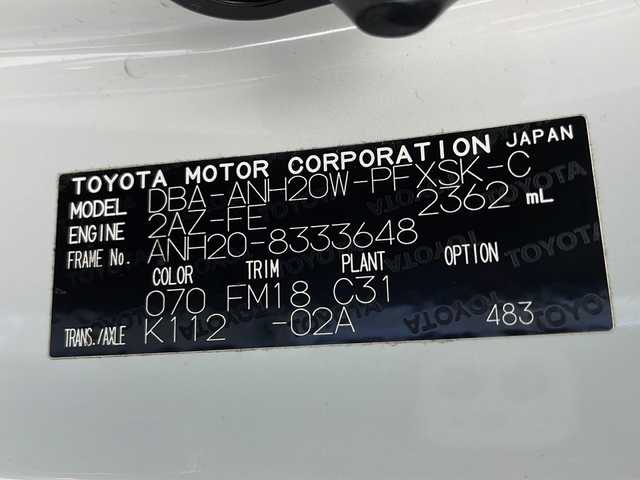 TOYOTA MOTOR CORPORATION JAPAN
MODEL DBA-ANH20W-PFXSK-C
ENGINE 2AZ-FE 2362 mL
FRAME No. ANH20-8333648
COLOR TRIM PLANT OPTION
070 FM18 C31
TRANS./AXLE K112 -02A 483